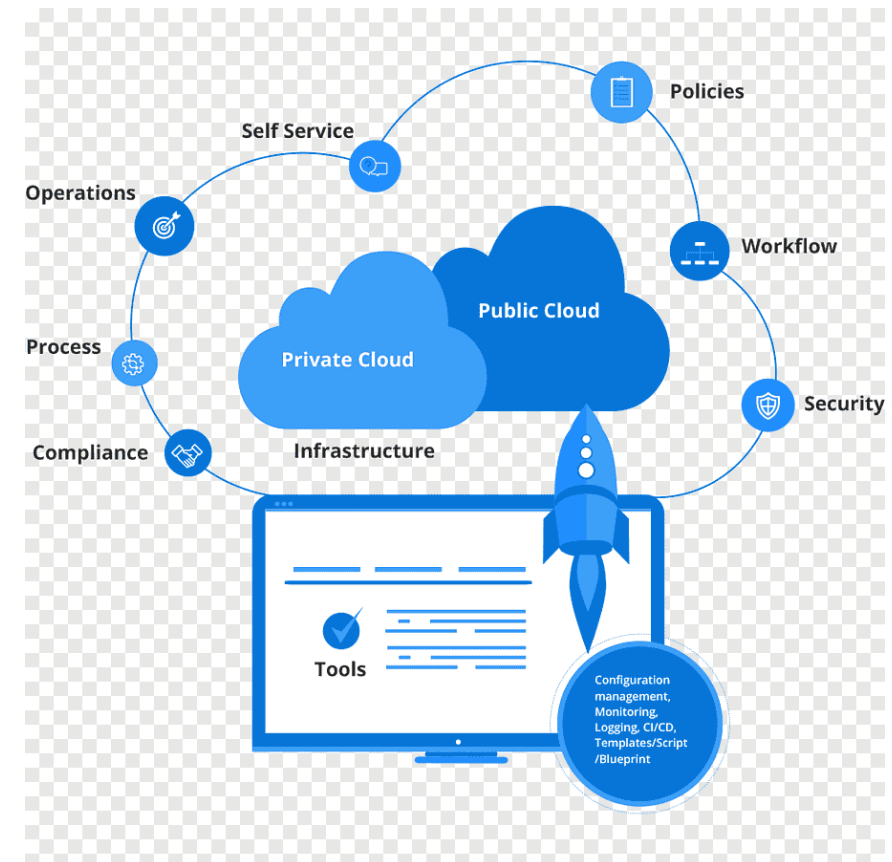 Policies
Self Service
Operations
Workflow
Public Cloud
Process
Private Cloud
Security
Compliance
Infrastructure
Tools
Configuration
management,
Monitoring,
Logging, CI/CD,
Templates/Script
/Blueprint